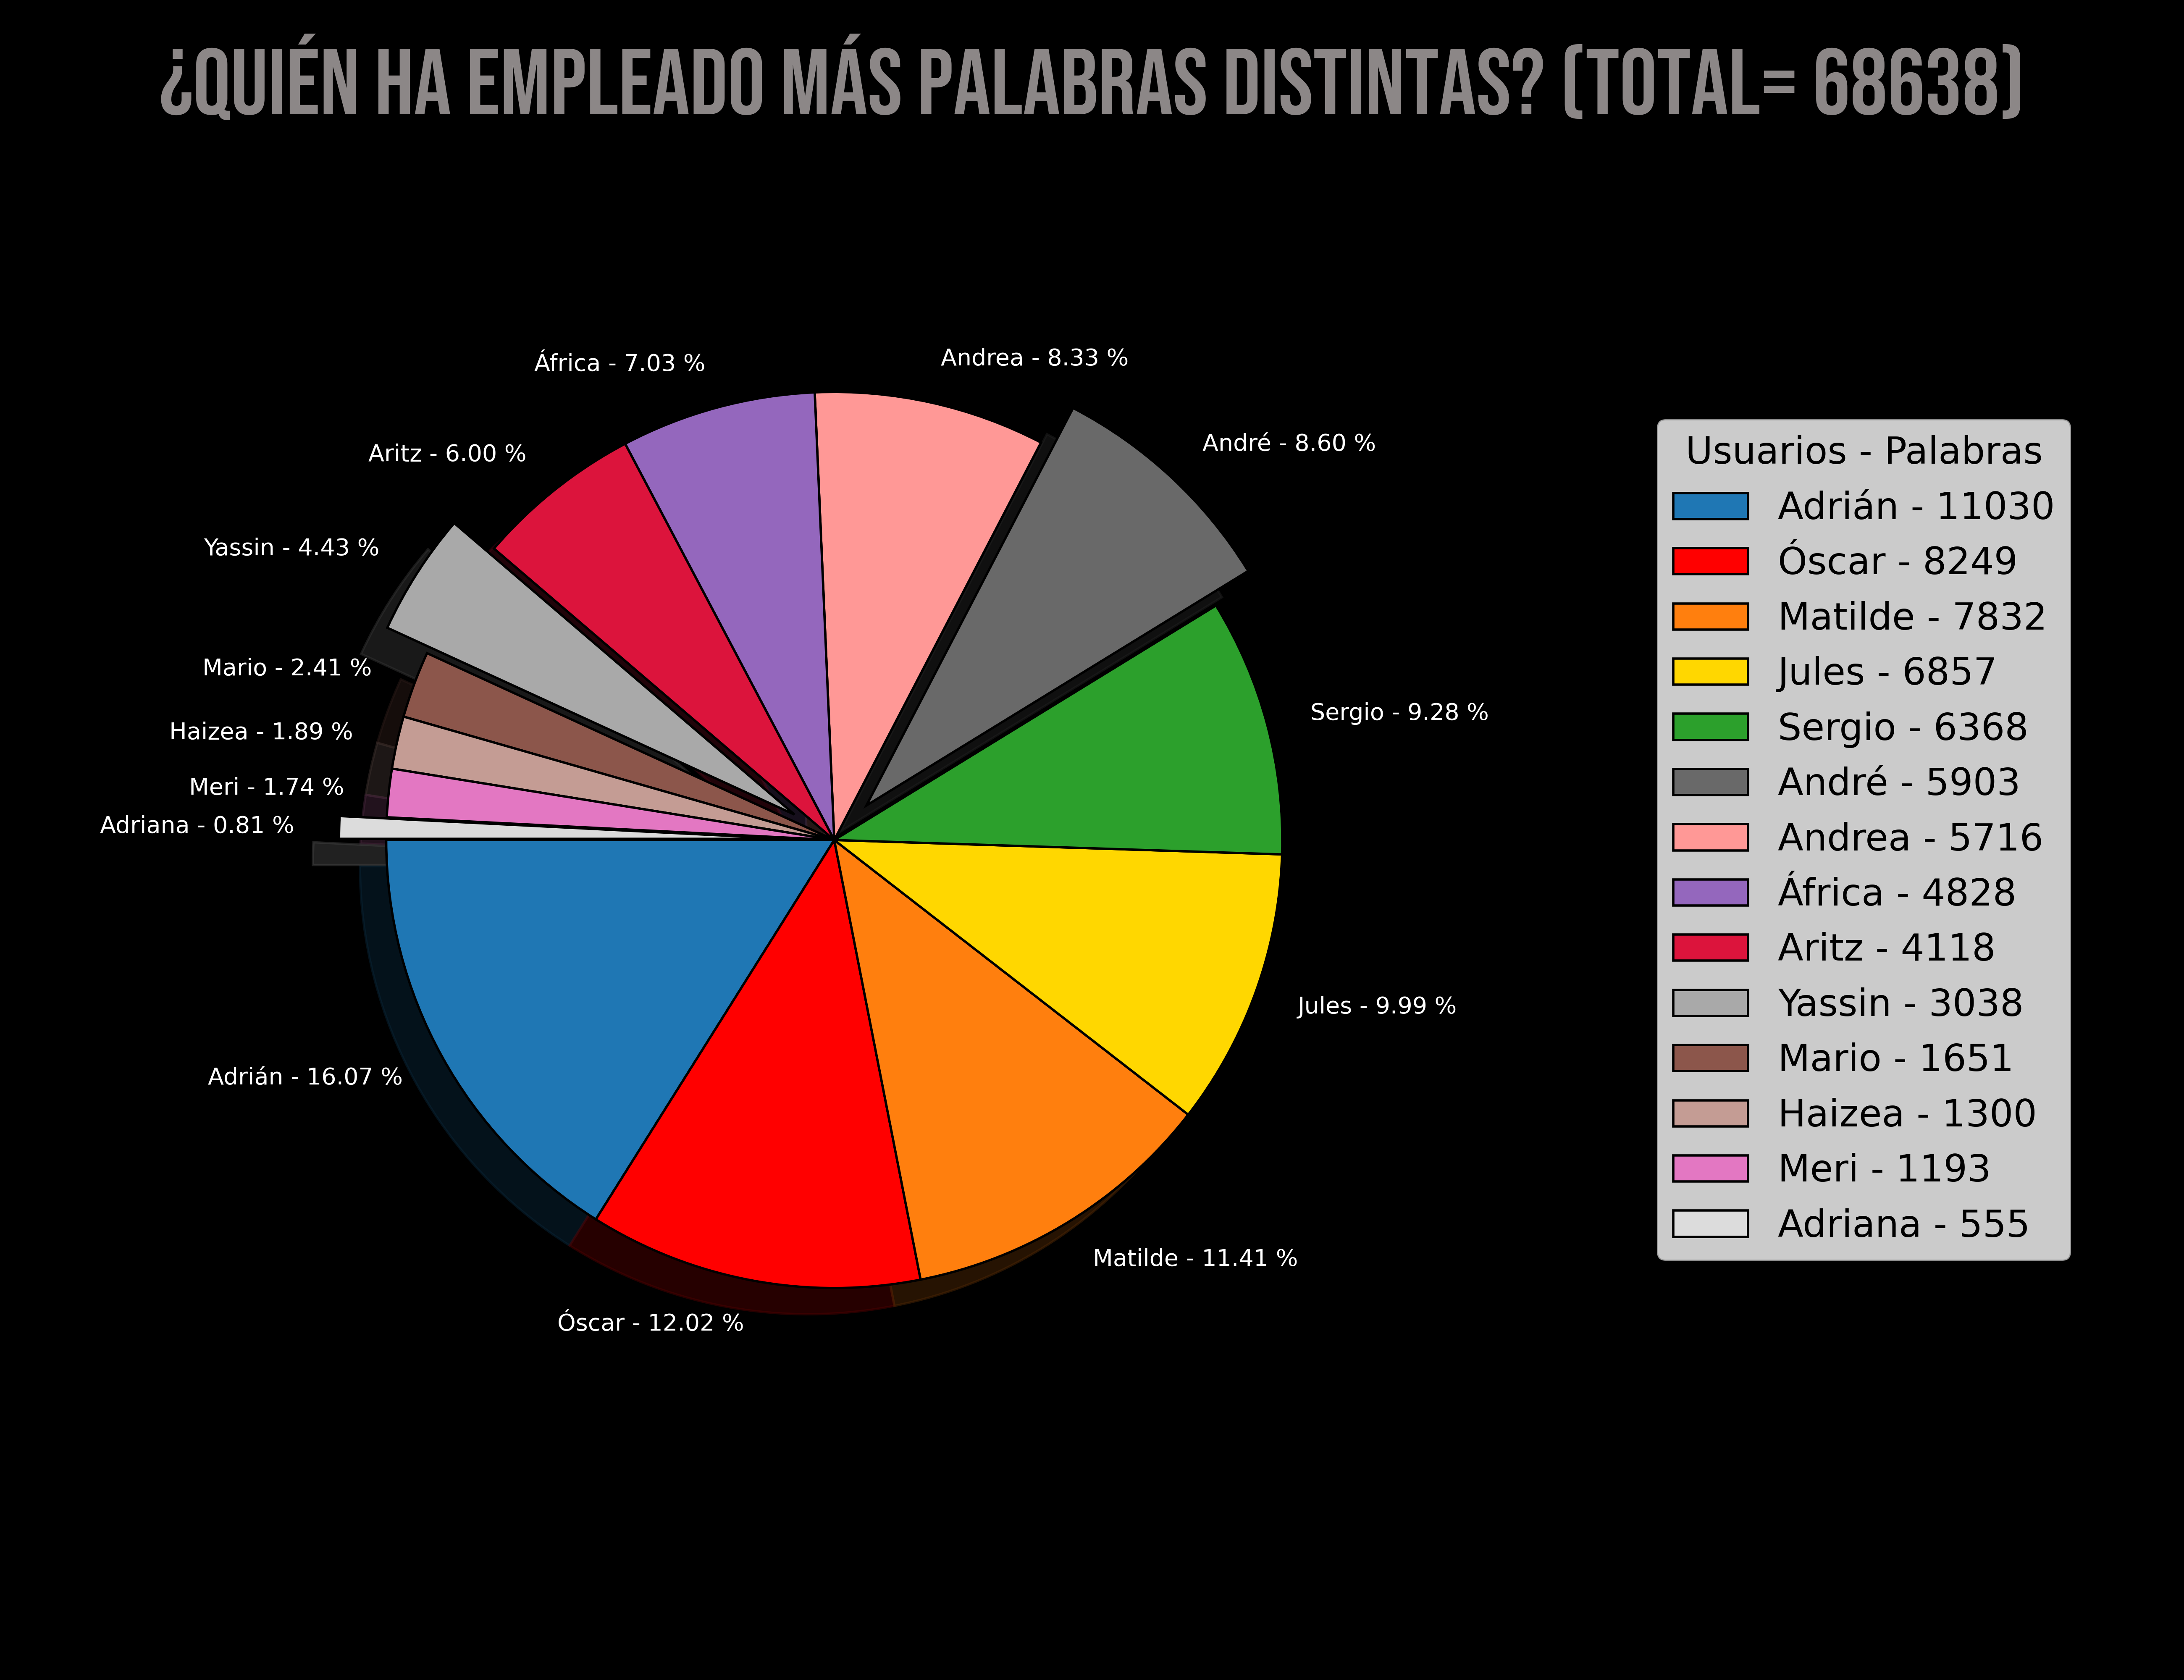 ¿QUIÉN HA EMPLEADO MÁS PALABRAS DISTINTAS? (TOTAL= 68638)
África - 7.03 %
Andrea - 8.33 %
André - 8.60 %
Aritz - 6.00 %
Yassin - 4.43 %
Mario - 2.41 %
Sergio - 9.28 %
Haizea - 1.89 %
Meri - 1.74 %
Adriana - 0.81 %
Jules - 9.99 %
Adrián - 16.07 %
Matilde - 11.41 %
Óscar - 12.02 %
Usuarios - Palabras
Adrián - 11030
Óscar - 8249
Matilde - 7832
Jules - 6857
Sergio - 6368
André - 5903
Andrea - 5716
África - 4828
Aritz - 4118
Yassin - 3038
Mario - 1651
Haizea - 1300
Meri - 1193
Adriana - 555